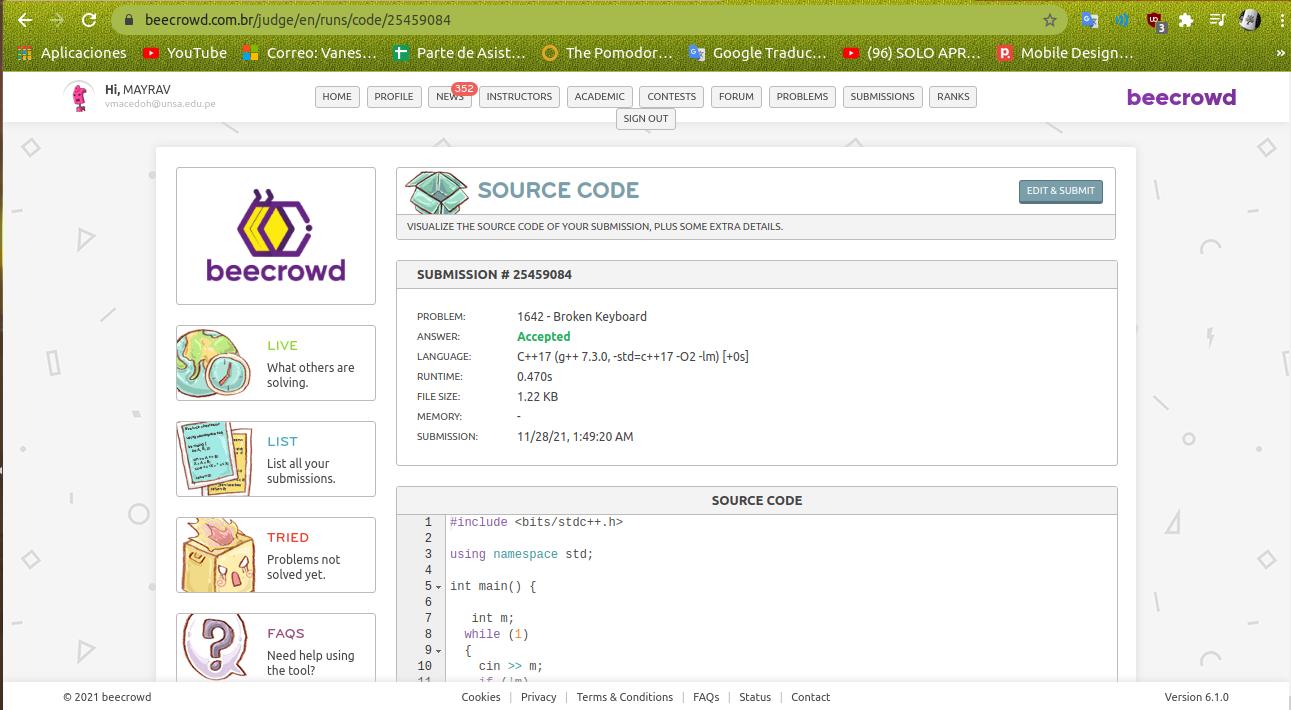 beecrowd.com.br/judge/en/runs/code/25459084
3
Aplicaciones YouTube Correo: Vanes... Parte de Asist... The Pomodor... Google Traduc... (96) SOLO APR... Mobile Design... »
Hi, MAYRAV
vmacedoh@unsa.edu.pe
HOME PROFILE NEWS 352 INSTRUCTORS ACADEMIC CONTESTS FORUM PROBLEMS SUBMISSIONS RANKS
SIGN OUT
beecrowd
beecrowd
LIVE
What others are
solving.
LIST
List all your
submissions.
TRIED
Problems not
solved yet.
FAQS
Need help using
the tool?
SOURCE CODE
EDIT & SUBMIT
VISUALIZE THE SOURCE CODE OF YOUR SUBMISSION, PLUS SOME EXTRA DETAILS.
SUBMISSION # 25459084
PROBLEM: 1642 - Broken Keyboard
ANSWER: Accepted
LANGUAGE: C++17 (g++ 7.3.0, -std=c++17 -O2 -lm) [+0s]
RUNTIME: 0.470s
FILE SIZE: 1.22 KB
MEMORY: -
SUBMISSION: 11/28/21, 1:49:20 AM
SOURCE CODE
1 #include <bits/stdc++.h>
2
3 using namespace std;
4
5 int main() {
6
7 int m;
8 while (1)
9 {
10 cin >> m;
11 if (!m)
© 2021 beecrowd
Cookies | Privacy | Terms & Conditions | FAQs | Status | Contact
Version 6.1.0